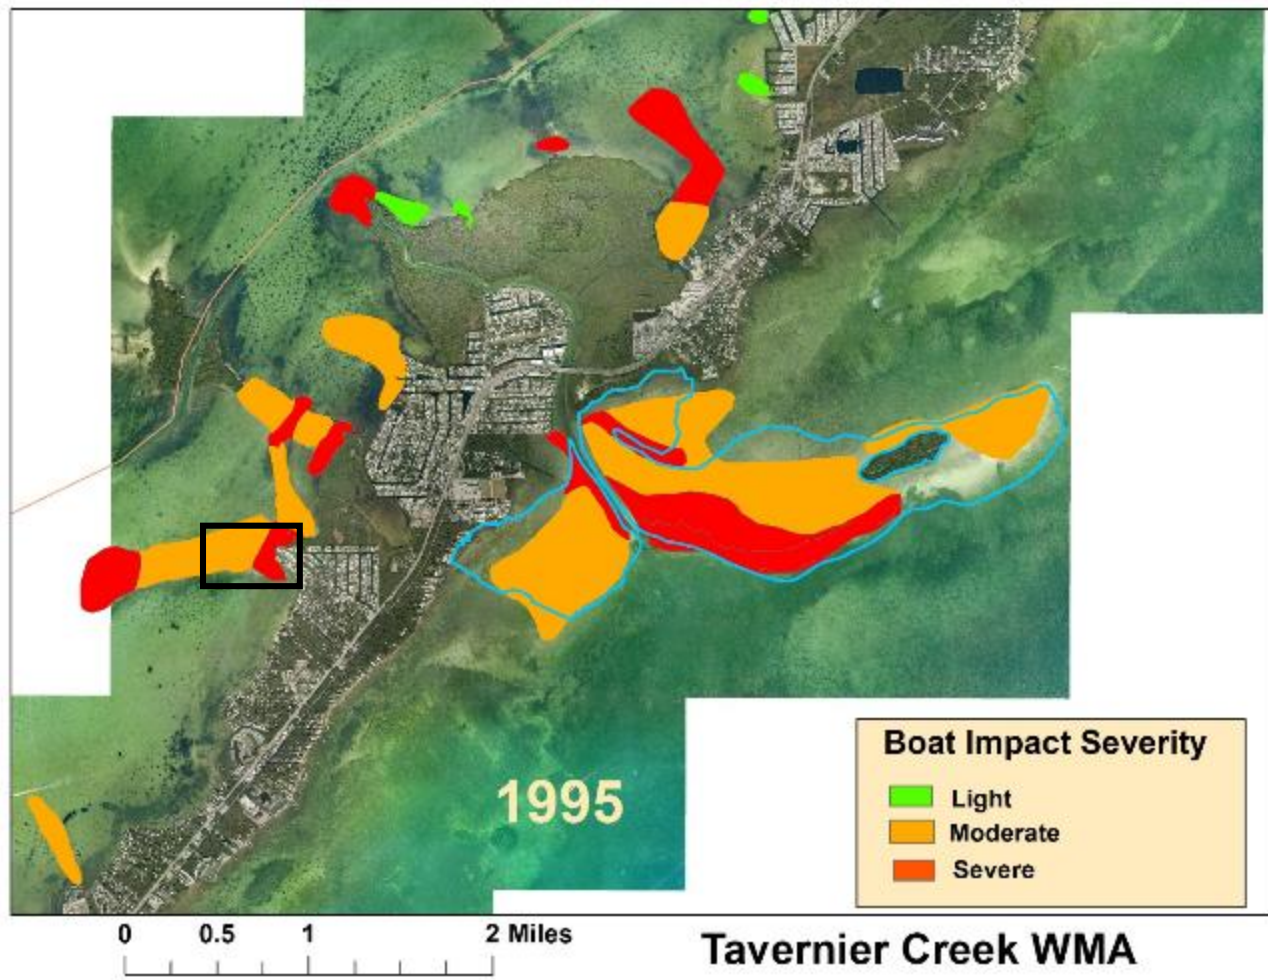 1995
Boat Impact Severity
Light
Moderate
Severe
0 0.5 1 2 Miles
Tavernier Creek WMA